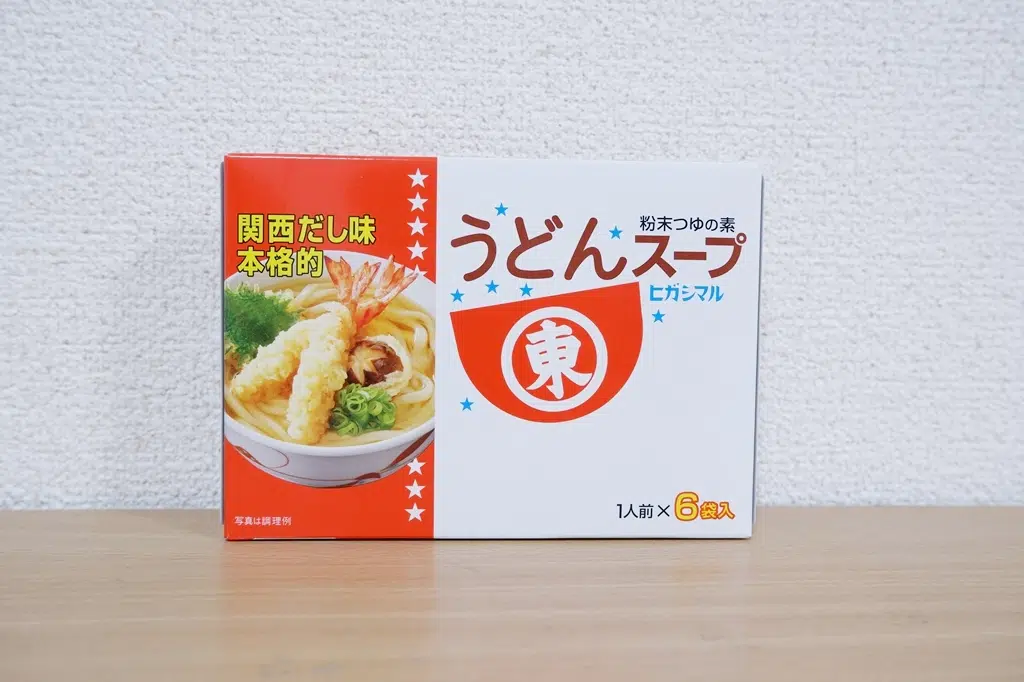 関西だし味
本格的
写真は調理例
粉末つゆの素
うどんスープ
ヒガシマル
東
1人前×6袋入